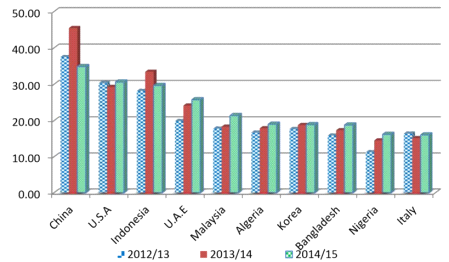 50.00
40.00
30.00
20.00
10.00
0.00
China
U.S.A
Indonesia
U.A.E
Malaysia
Algeria
Korea
Bangladesh
Nigeria
Italy
2012/13 2013/14 2014/15